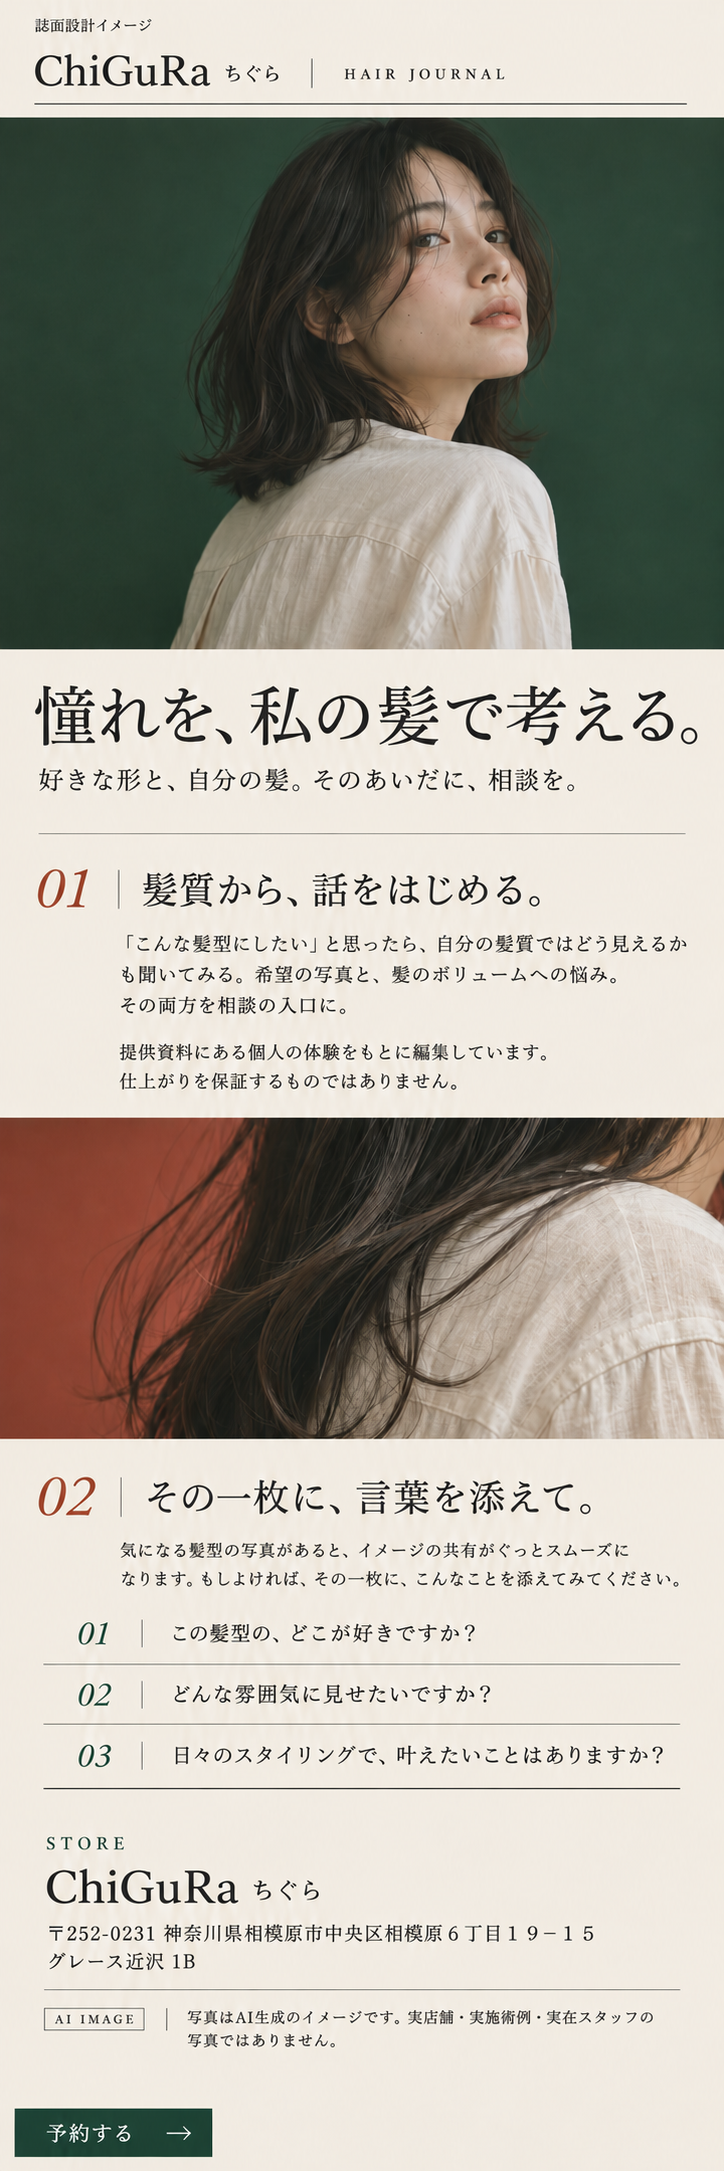 誌面設計イメージ
ChiGuRa ちぐら HAIR JOURNAL
憧れを、私の髪で考える。
好きな形と、自分の髪。そのあいだに、相談を。
01 髪質から、話をはじめる。
「こんな髪型にしたい」と思ったら、自分の髪質ではどう見えるか
も聞いてみる。希望の写真と、髪のボリュームへの悩み。
その両方を相談の入口に。
提供資料にある個人の体験をもとに編集しています。
仕上がりを保証するものではありません。
02 その一枚に、言葉を添えて。
気になる髪型の写真があると、イメージの共有がぐっとスムーズに
なります。もしよければ、その一枚に、こんなことを添えてみてください。
01 この髪型の、どこが好きですか？
02 どんな雰囲気に見せたいですか？
03 日々のスタイリングで、叶えたいことはありますか？
STORE
ChiGuRa ちぐら
〒252-0231 神奈川県相模原市中央区相模原６丁目１９−１５
グレース近沢 1B
AI IMAGE 写真はAI生成のイメージです。実店舗・実施術例・実在スタッフの
写真ではありません。
予約する →